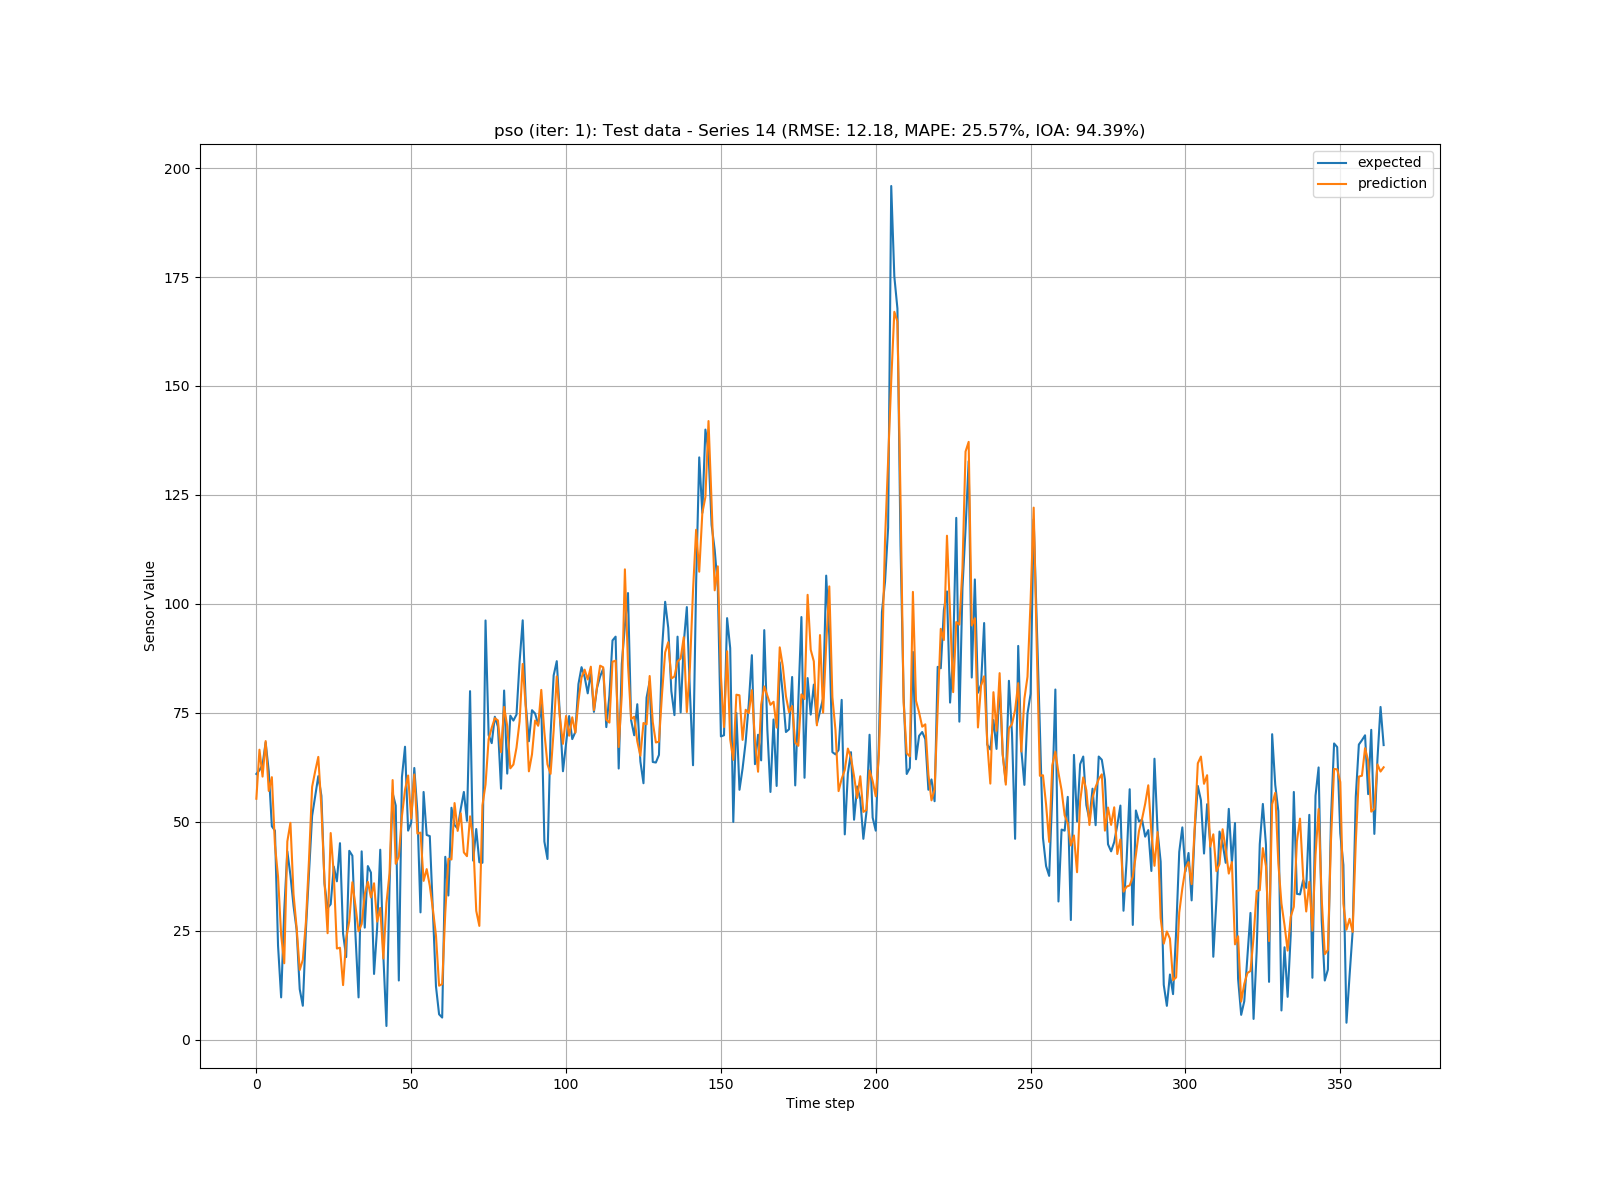 pso (iter: 1): Test data - Series 14 (RMSE: 12.18, MAPE: 25.57%, IOA: 94.39%)
expected
prediction
200
175
150
125
100
75
50
25
0
Sensor Value
0 50 100 150 200 250 300 350
Time step